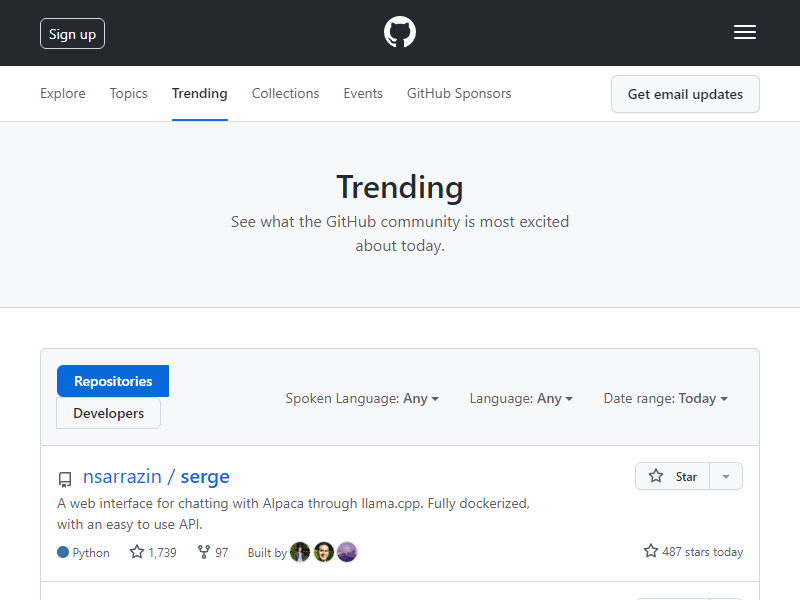 Sign up
Explore Topics Trending Collections Events GitHub Sponsors Get email updates
Trending
See what the GitHub community is most excited
about today.
Repositories
Developers
Spoken Language: Any Language: Any Date range: Today
nsarrazin / serge Star
A web interface for chatting with Alpaca through llama.cpp. Fully dockerized,
with an easy to use API.
Python 1,739 97 Built by 487 stars today